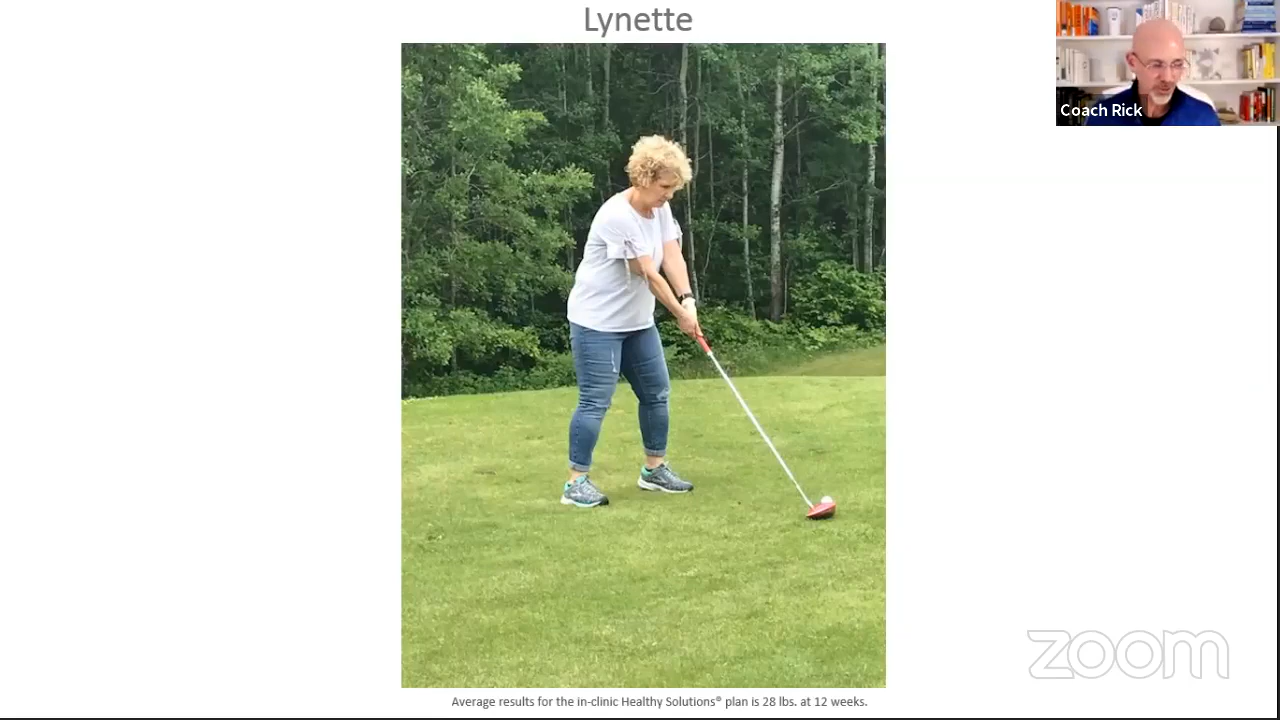 Lynette
Coach Rick
zoom
Average results for the in-clinic Healthy Solutions® plan is 28 lbs. at 12 weeks.